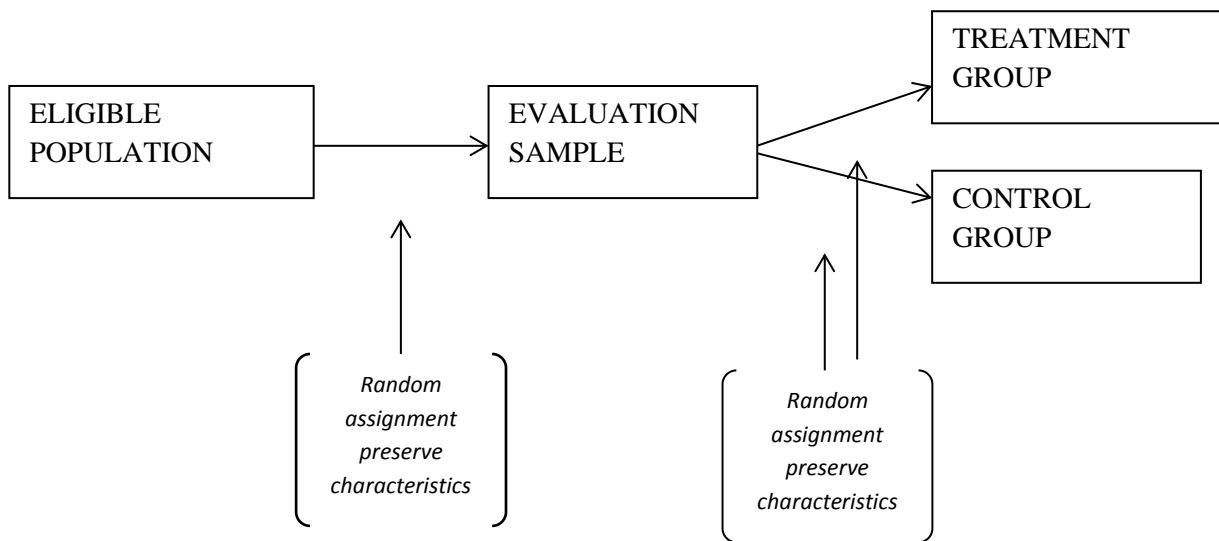 ELIGIBLE
POPULATION
EVALUATION
SAMPLE
TREATMENT
GROUP
CONTROL
GROUP
Random
assignment
preserve
characteristics
Random
assignment
preserve
characteristics